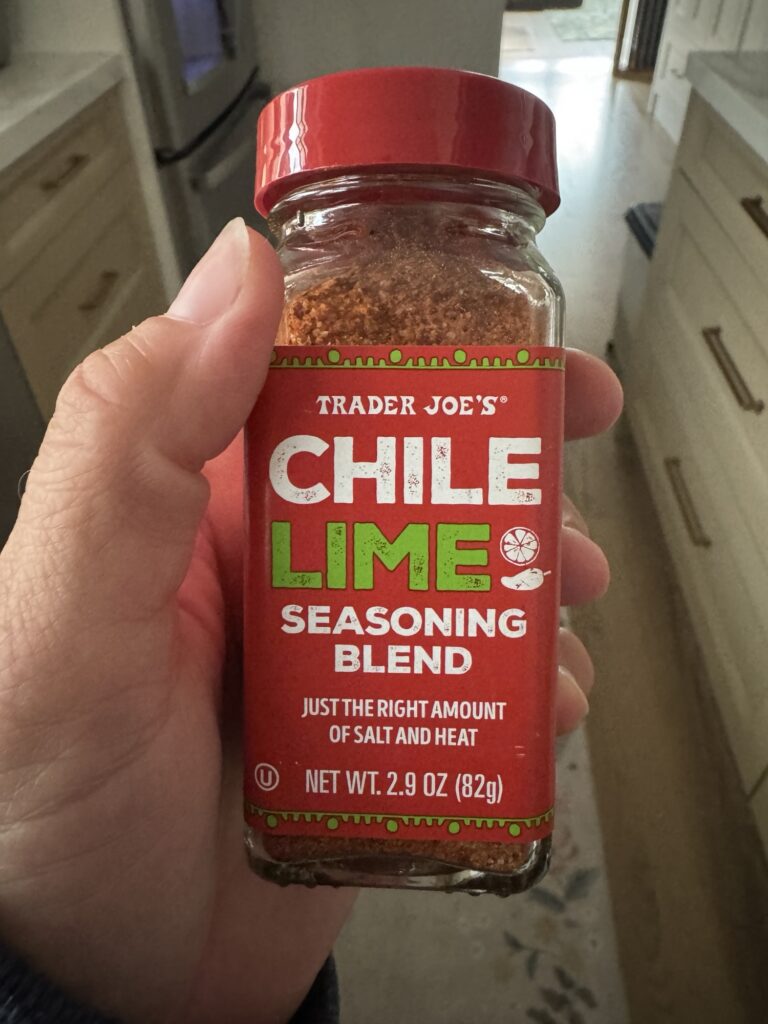 TRADER JOE'S®
CHILE
LIME
SEASONING
BLEND
JUST THE RIGHT AMOUNT
OF SALT AND HEAT
U NET WT. 2.9 OZ (82g)